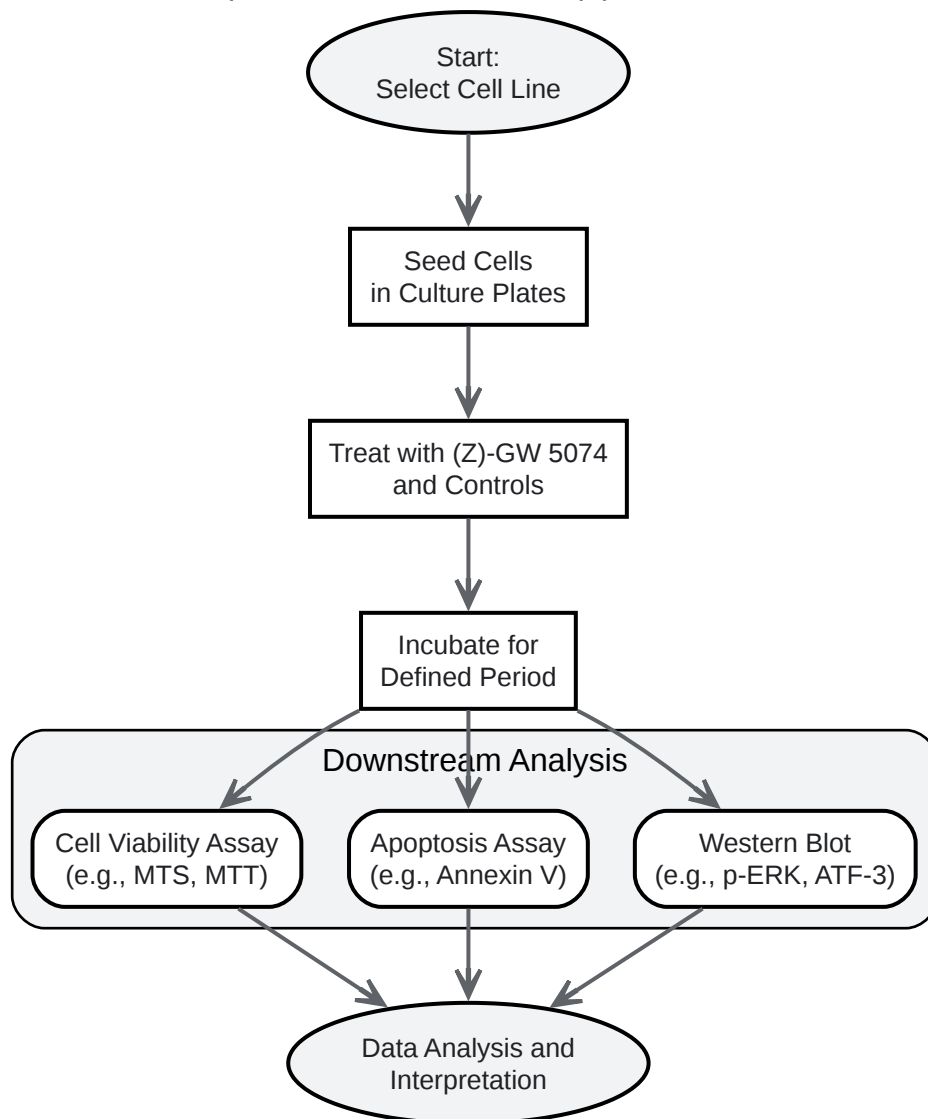 Start:
Select Cell Line
Seed Cells
in Culture Plates
Treat with (Z)-GW 5074
and Controls
Incubate for
Defined Period
Downstream Analysis
Cell Viability Assay
(e.g., MTS, MTT)
Apoptosis Assay
(e.g., Annexin V)
Western Blot
(e.g., p-ERK, ATF-3)
Data Analysis and
Interpretation